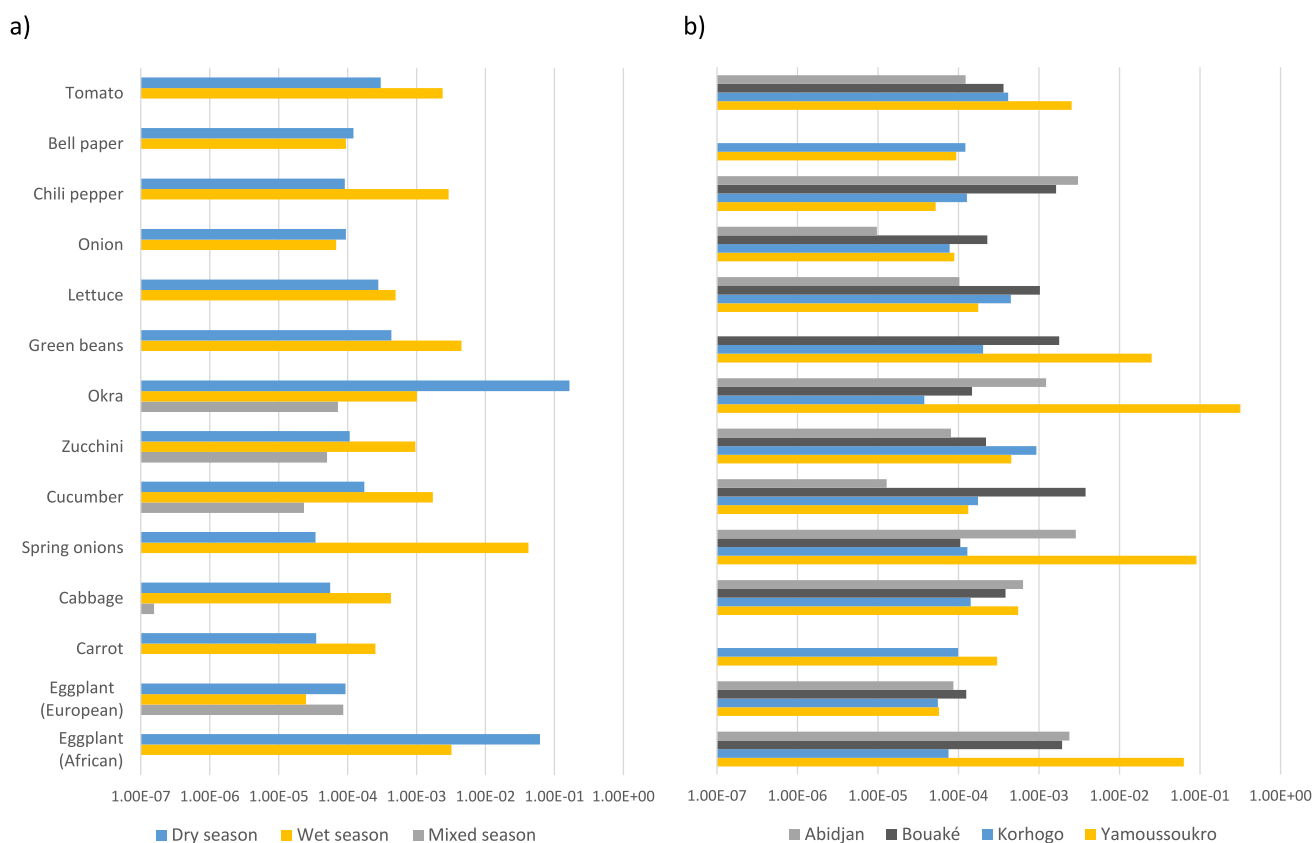 a)
b)
Tomato
Bell paper
Chili pepper
Onion
Lettuce
Green beans
Okra
Zucchini
Cucumber
Spring onions
Cabbage
Carrot
Eggplant
(European)
Eggplant
(African)
1.00E-07 1.00E-06 1.00E-05 1.00E-04 1.00E-03 1.00E-02 1.00E-01 1.00E+00
Dry season Wet season Mixed season
1.00E-07 1.00E-06 1.00E-05 1.00E-04 1.00E-03 1.00E-02 1.00E-01 1.00E+00
Abidjan Bouaké Korhogo Yamoussoukro